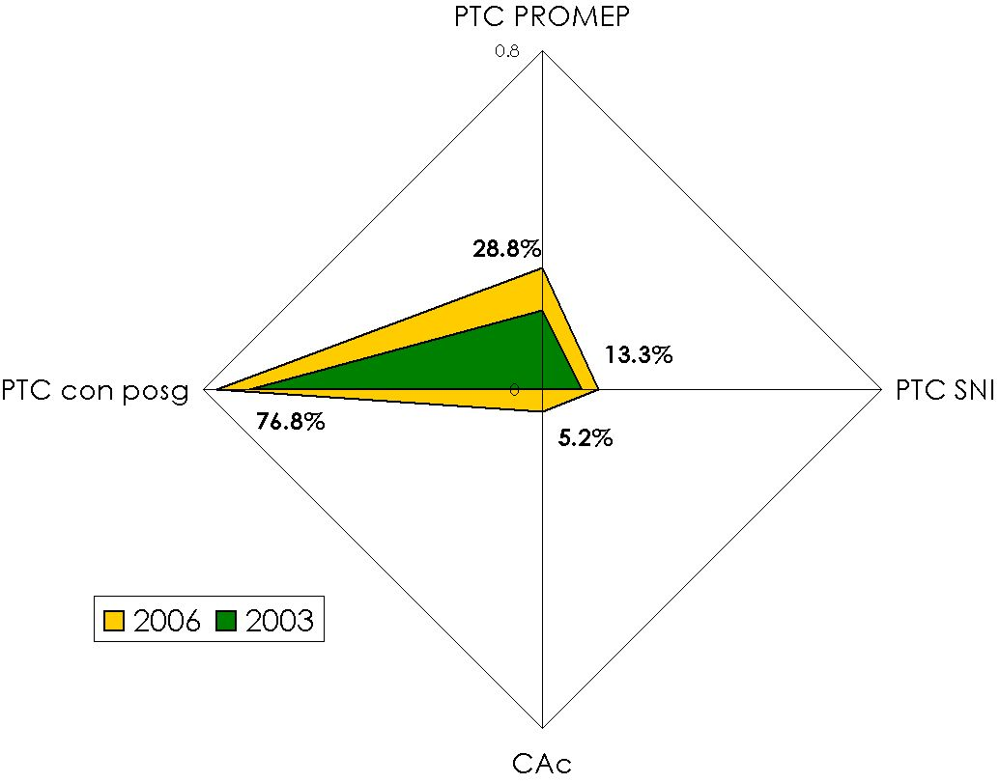 PTC PROMEP
0.8
28.8%
13.3%
PTC con posg
0
PTC SNI
76.8%
5.2%
2006 2003
CAc